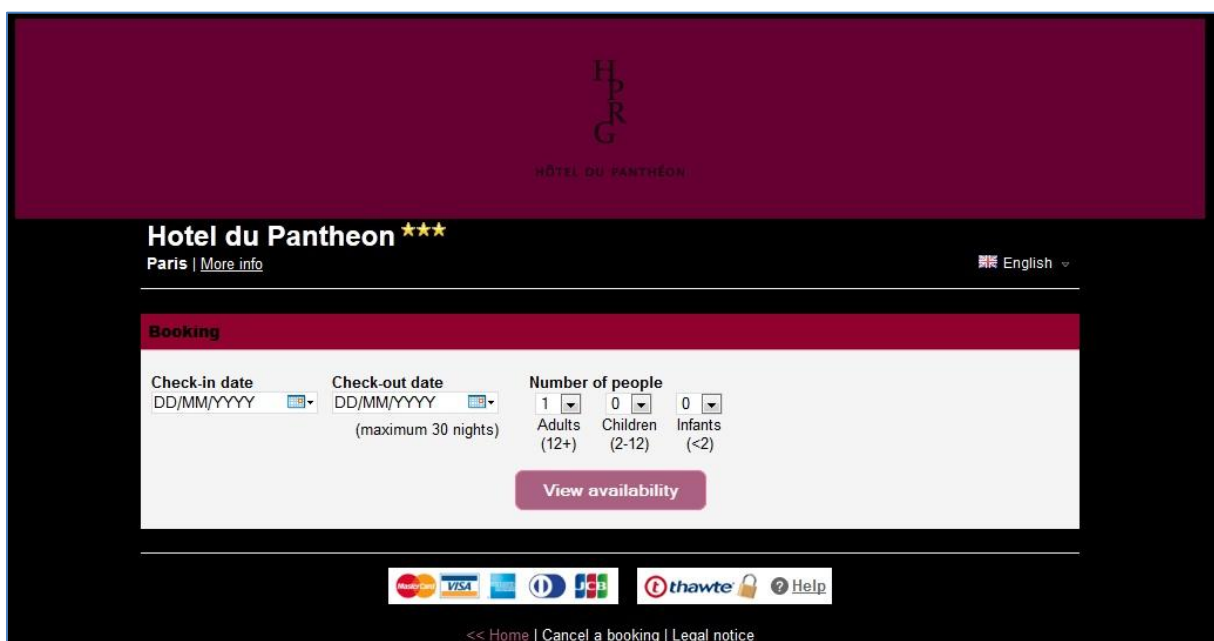 H
P
R
G
HÔTEL DU PANTHÉON
Hotel du Pantheon
Paris | More info
English
Booking
Check-in date Check-out date Number of people
DD/MM/YYYY DD/MM/YYYY 1 0 0
(maximum 30 nights) Adults Children Infants
(12+) (2-12) (<2)
View availability
MasterCard VISA JCB thawte Help
<< Home | Cancel a booking | Legal notice